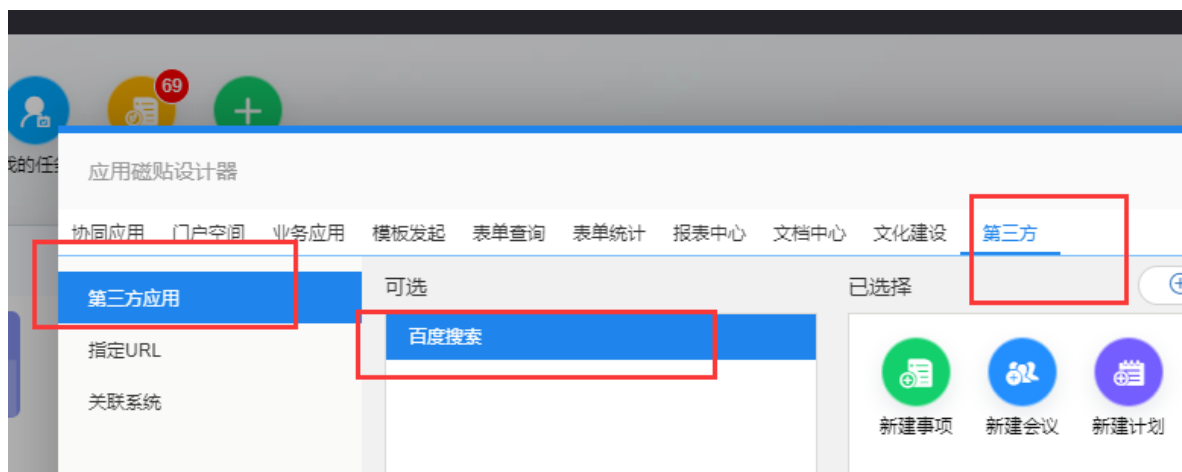 69
我的任
应用磁贴设计器
协同应用 门户空间 业务应用 模板发起 表单查询 表单统计 报表中心 文档中心 文化建设 第三方
第三方应用
指定URL
关联系统
可选
百度搜索
已选择
新建事项 新建会议 新建计划